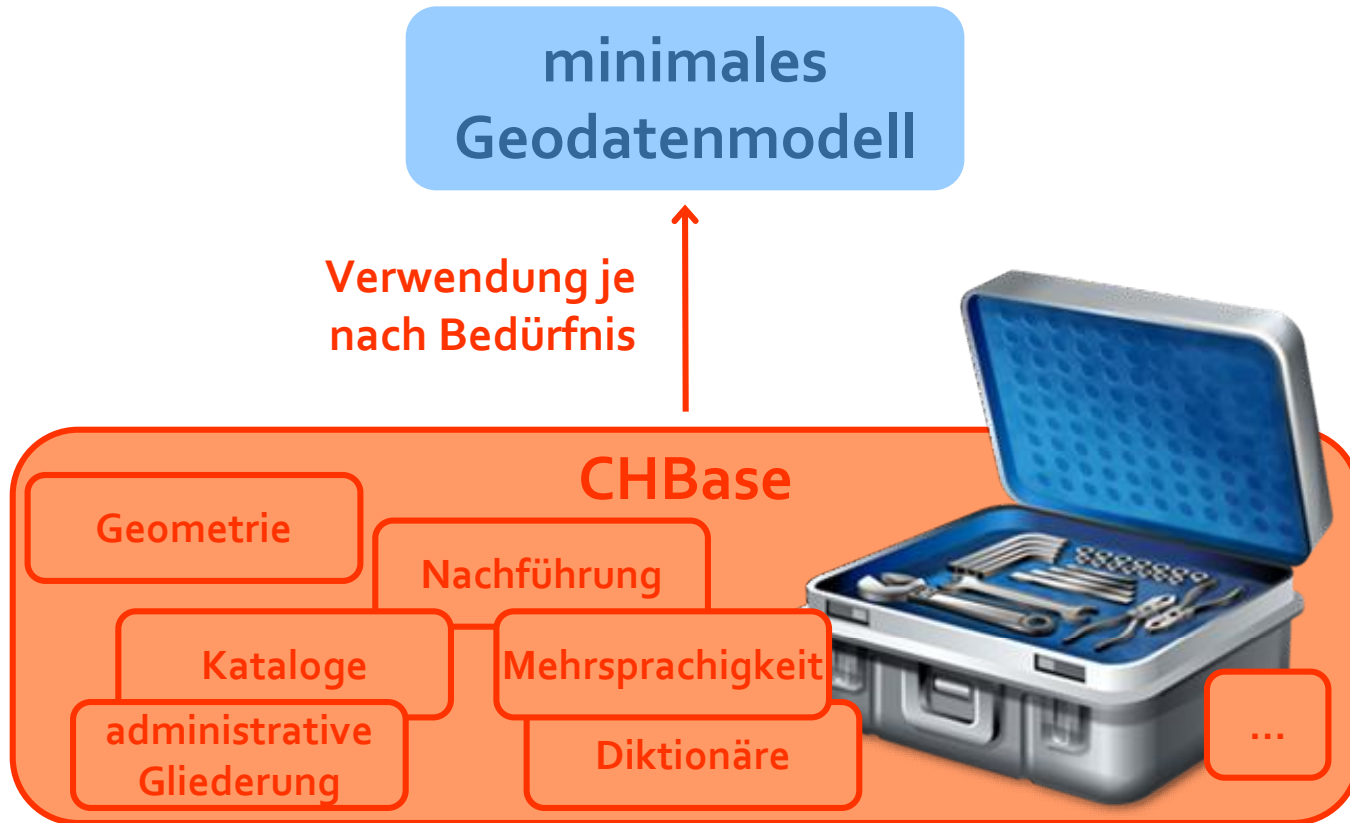 minimales
Geodatenmodell
Verwendung je
nach Bedürfnis
CHBase
Geometrie
Nachführung
Kataloge
Mehrsprachigkeit
administrative
Gliederung
Diktionäre
...